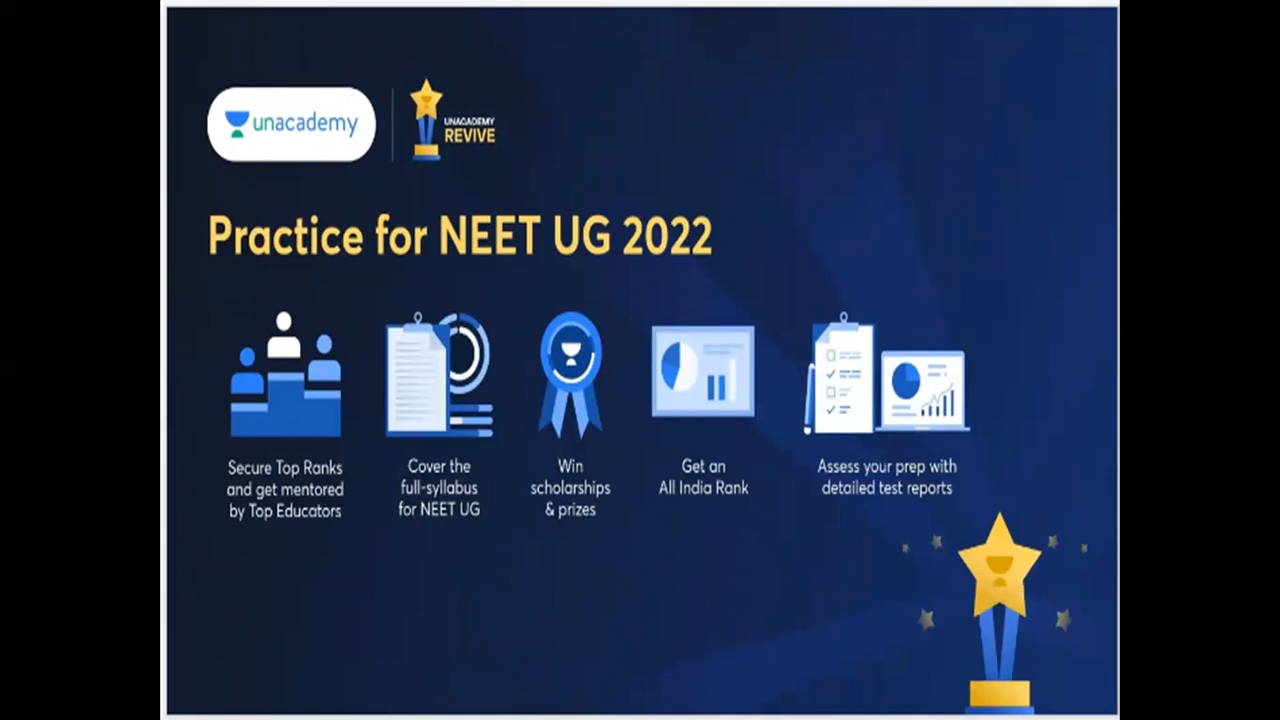 unacademy
UNACADEMY
REVIVE
Practice for NEET UG 2022
Secure Top Ranks
and get mentored
by Top Educators
Cover the
full-syllabus
for NEET UG
Win
scholarships
& prizes
Get an
All India Rank
Assess your prep with
detailed test reports